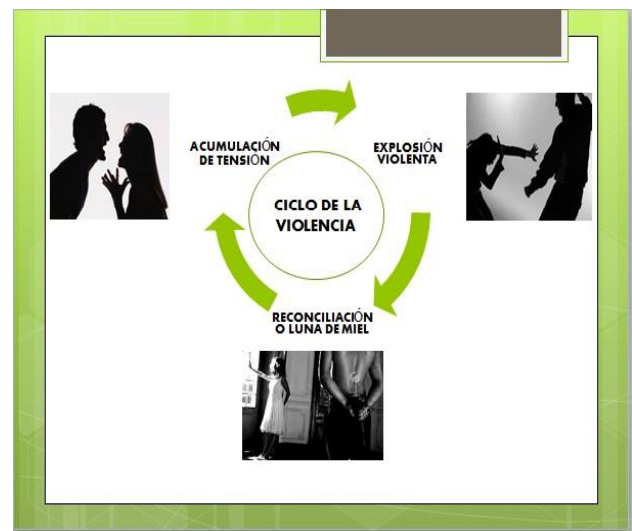 ACUMULACIÓN
DE TENSIÓN
EXPLOSIÓN
VIOLENTA
CICLO DE LA
VIOLENCIA
RECONCILIACIÓN
O LUNA DE MIEL